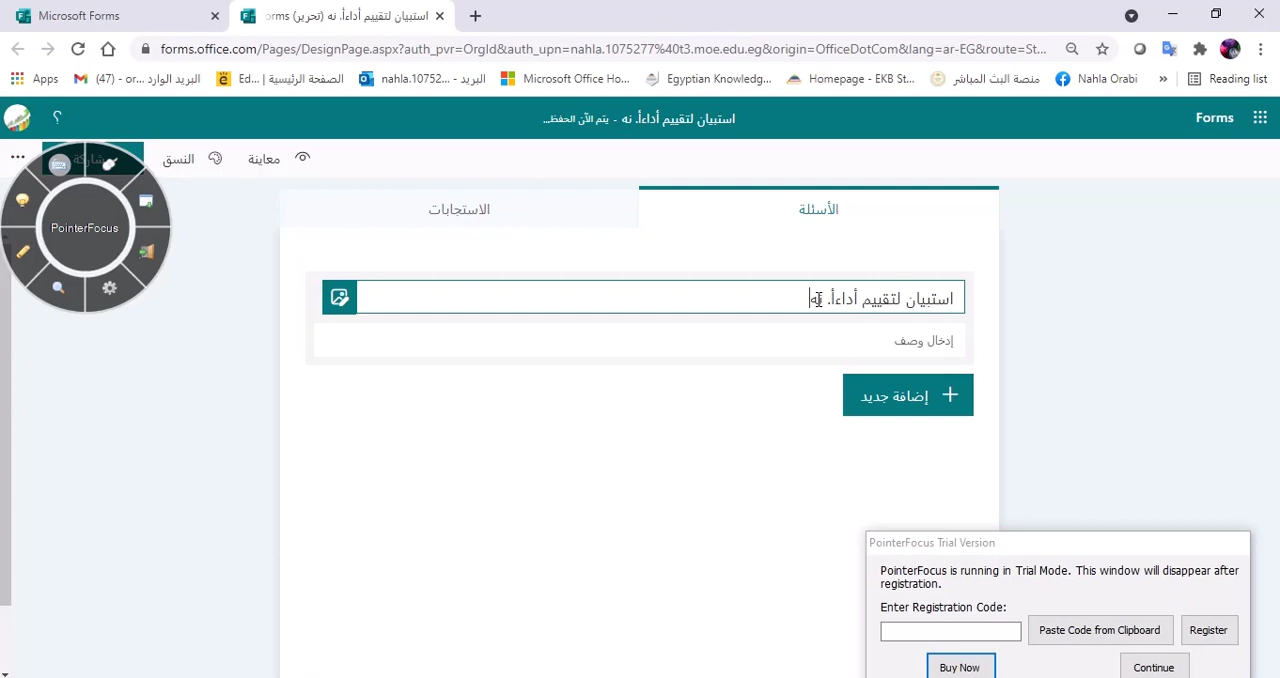 Microsoft Forms
استبيان لتقييم أداءأ. نه (تحرير) orms
forms.office.com/Pages/DesignPage.aspx?auth_pvr=OrgId&auth_upn=nahla.1075277%40t3.moe.edu.eg&origin=OfficeDotCom&lang=ar-EG&route=St...
Apps
البريد الوارد (47) - or...
الصفحة الرئيسية | Ed...
البريد - nahla.10752...
Microsoft Office Ho...
Egyptian Knowledg...
Homepage - EKB St...
منصة البث المباشر
Nahla Orabi
»
Reading list
Forms
استبيان لتقييم أداءأ. نه - يتم الآن الحفظ...
؟
معاينة
النسق
مشاركة
...
PointerFocus
الأسئلة
الاستجابات
استبيان لتقييم أداءأ. نه
إدخال وصف
إضافة جديد
PointerFocus Trial Version
PointerFocus is running in Trial Mode. This window will disappear after
registration.
Enter Registration Code:
Paste Code from Clipboard
Register
Buy Now
Continue